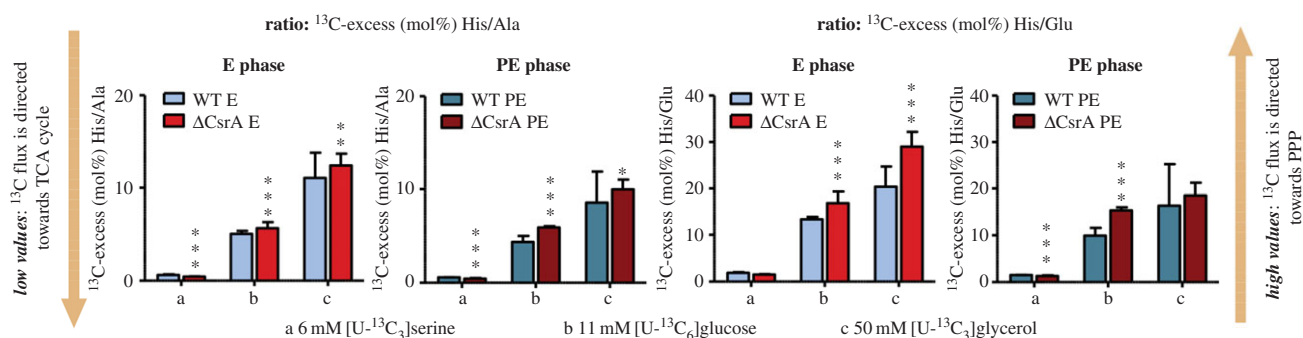 ratio: ¹³C-excess (mol%) His/Ala
ratio: ¹³C-excess (mol%) His/Glu
low values: ¹³C flux is directed
towards TCA cycle
E phase
¹³C-excess (mol%) His/Ala
20
10
0
WT E
ΔCsrA E
***
***
**
a
b
c
PE phase
¹³C-excess (mol%) His/Ala
20
10
0
WT PE
ΔCsrA PE
***
***
*
a
b
c
E phase
¹³C-excess (mol%) His/Glu
40
30
20
10
0
WT E
ΔCsrA E
***
***
a
b
c
PE phase
¹³C-excess (mol%) His/Glu
40
30
20
10
0
WT PE
ΔCsrA PE
***
***
a
b
c
high values: ¹³C flux is directed
towards PPP
a 6 mM [U-¹³C₃]serine
b 11 mM [U-¹³C₆]glucose
c 50 mM [U-¹³C₃]glycerol